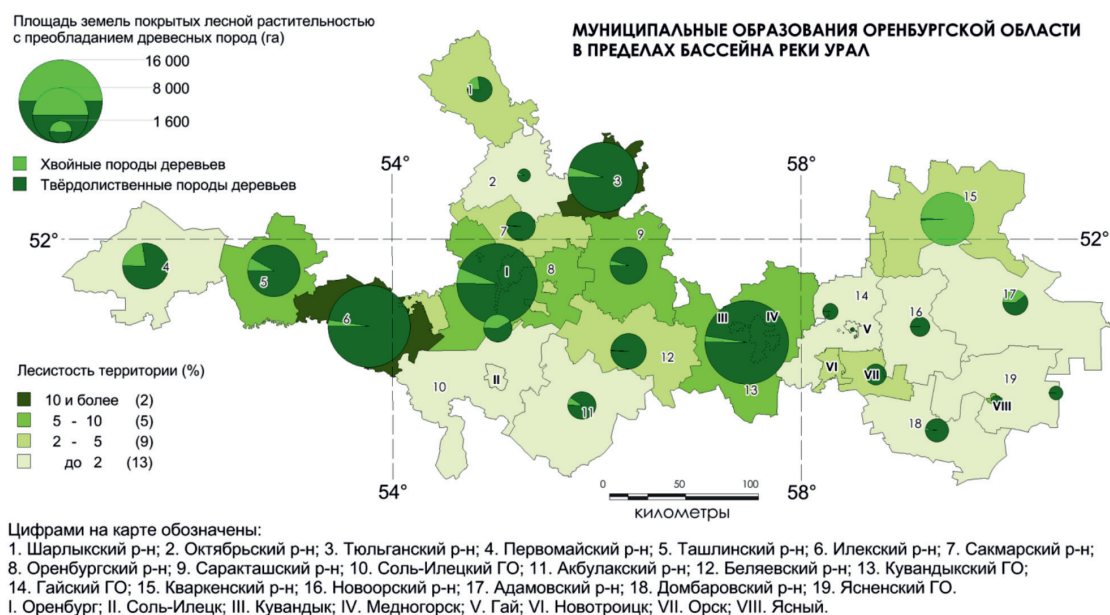 Площадь земель покрытых лесной растительностью
с преобладанием древесных пород (га)
16 000
8 000
1 600
Хвойные породы деревьев
Твёрдолиственные породы деревьев
МУНИЦИПАЛЬНЫЕ ОБРАЗОВАНИЯ ОРЕНБУРГСКОЙ ОБЛАСТИ
В ПРЕДЕЛАХ БАССЕЙНА РЕКИ УРАЛ
54°
58°
52°
52°
1
2
3
4
5
6
7
8
9
10
11
12
13
14
15
16
17
18
19
I
II
III
IV
V
VI
VII
VIII
Лесистость территории (%)
10 и более (2)
5 - 10 (5)
2 - 5 (9)
до 2 (13)
54°
58°
0 50 100
километры
Цифрами на карте обозначены:
1. Шарлыкский р-н; 2. Октябрьский р-н; 3. Тюльганский р-н; 4. Первомайский р-н; 5. Ташлинский р-н; 6. Илекский р-н; 7. Сакмарский р-н;
8. Оренбургский р-н; 9. Саракташский р-н; 10. Соль-Илецкий ГО; 11. Акбулакский р-н; 12. Беляевский р-н; 13. Кувандыкский ГО;
14. Гайский ГО; 15. Кваркенский р-н; 16. Новоорский р-н; 17. Адамовский р-н; 18. Домбаровский р-н; 19. Ясненский ГО.
I. Оренбург; II. Соль-Илецк; III. Кувандык; IV. Медногорск; V. Гай; VI. Новотроицк; VII. Орск; VIII. Ясный.